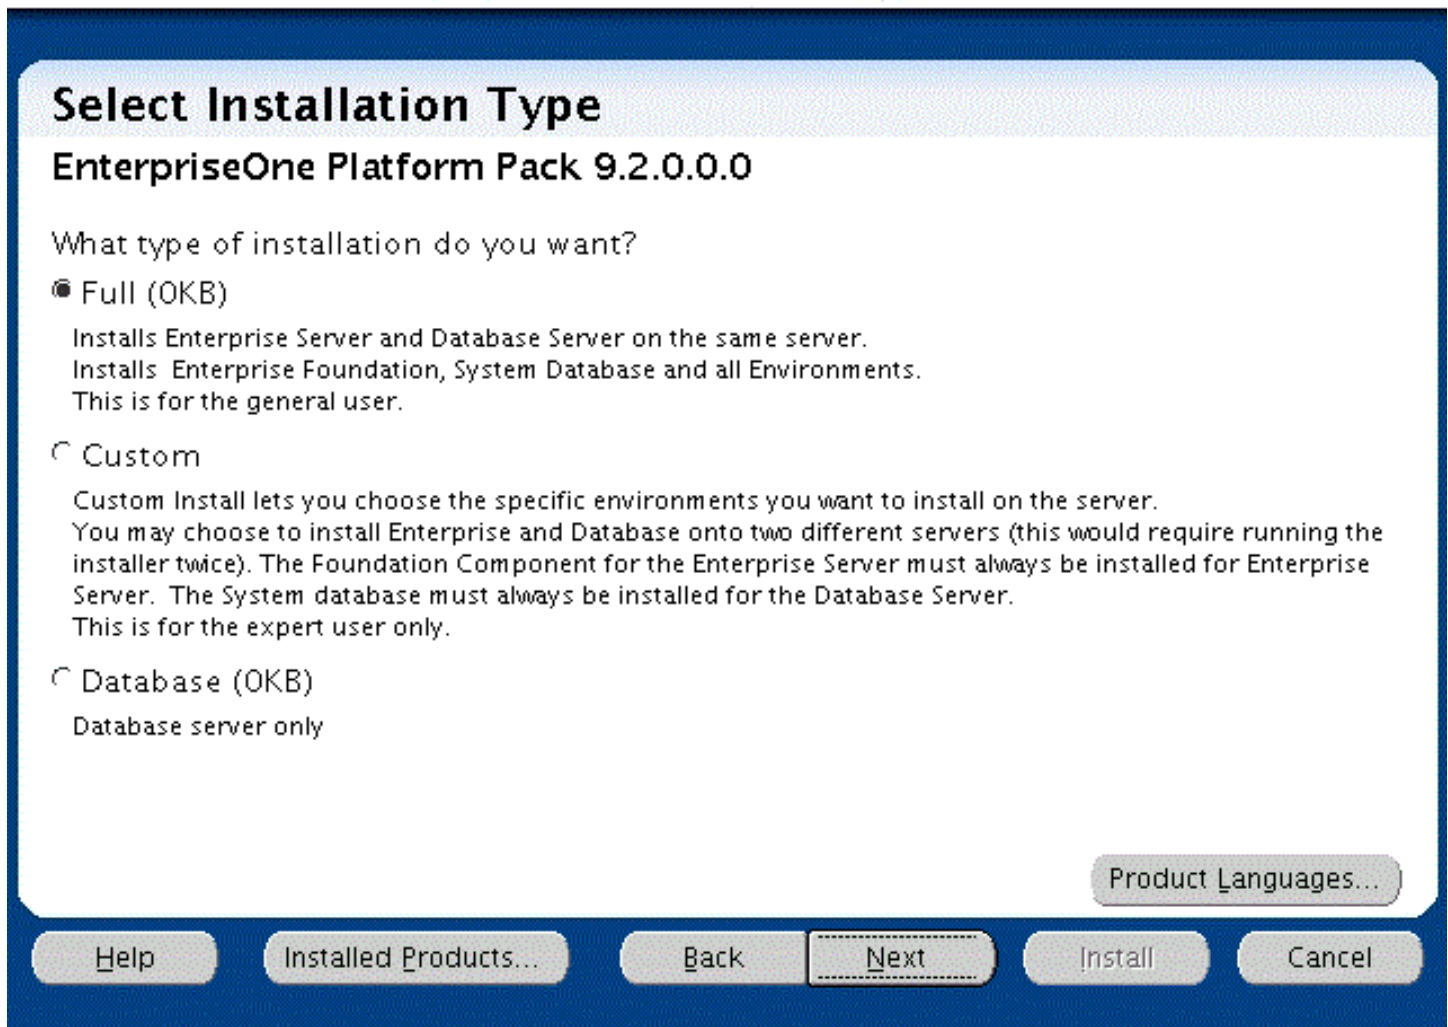 Select Installation Type
EnterpriseOne Platform Pack 9.2.0.0.0
What type of installation do you want?
Full (0KB)
Installs Enterprise Server and Database Server on the same server.
Installs Enterprise Foundation, System Database and all Environments.
This is for the general user.
Custom
Custom Install lets you choose the specific environments you want to install on the server.
You may choose to install Enterprise and Database onto two different servers (this would require running the
installer twice). The Foundation Component for the Enterprise Server must always be installed for Enterprise
Server. The System database must always be installed for the Database Server.
This is for the expert user only.
Database (0KB)
Database server only
Product Languages...
Help Installed Products... Back Next Install Cancel